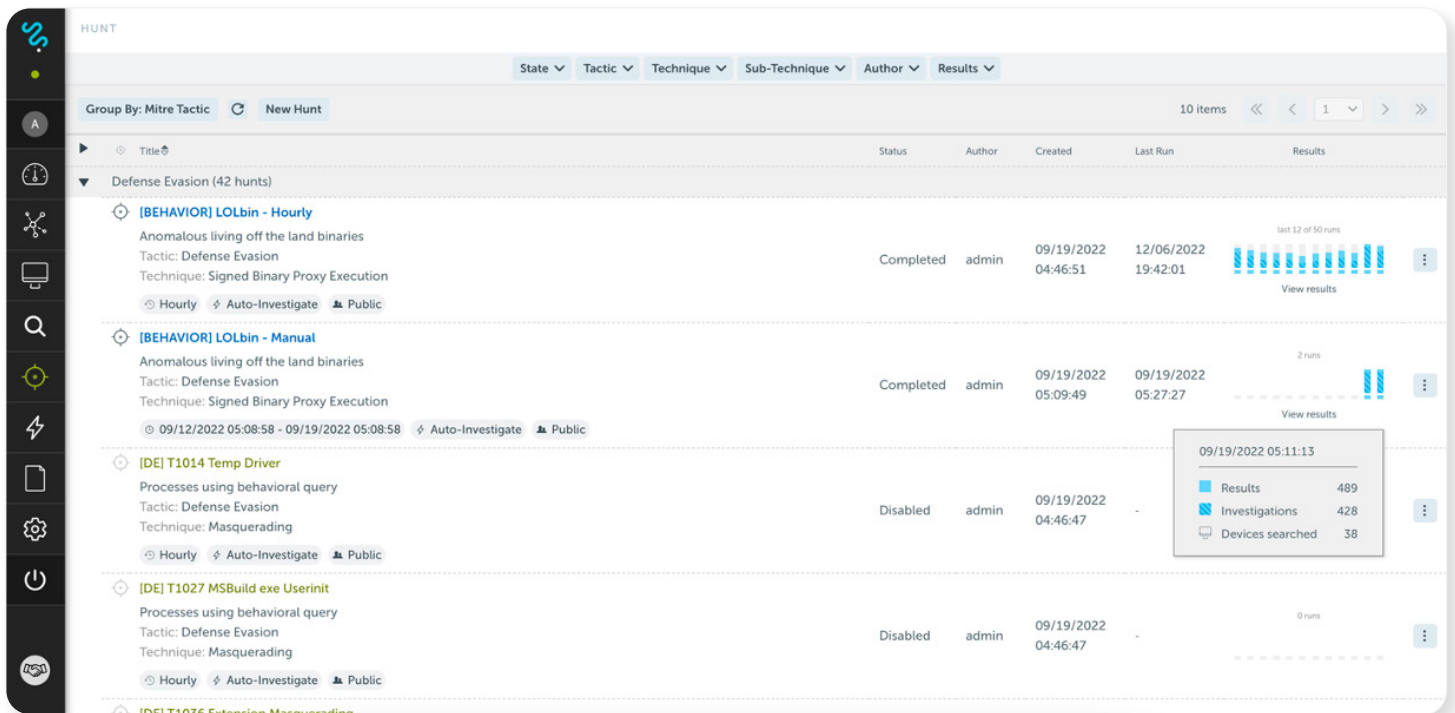 HUNT
State Tactic Technique Sub-Technique Author Results
Group By: Mitre Tactic New Hunt 10 items 1
A
Title Status Author Created Last Run Results
Defense Evasion (42 hunts)
[BEHAVIOR] LOLbin - Hourly
Anomalous living off the land binaries
Tactic: Defense Evasion
Technique: Signed Binary Proxy Execution
Hourly Auto-Investigate Public
Completed admin 09/19/2022 12/06/2022
04:46:51 19:42:01
last 12 of 50 runs
View results
[BEHAVIOR] LOLbin - Manual
Anomalous living off the land binaries
Tactic: Defense Evasion
Technique: Signed Binary Proxy Execution
09/12/2022 05:08:58 - 09/19/2022 05:08:58 Auto-Investigate Public
Completed admin 09/19/2022 09/19/2022
05:09:49 05:27:27
2 runs
View results
09/19/2022 05:11:13
Results 489
Investigations 428
Devices searched 38
[DE] T1014 Temp Driver
Processes using behavioral query
Tactic: Defense Evasion
Technique: Masquerading
Hourly Auto-Investigate Public
Disabled admin 09/19/2022 -
04:46:47
[DE] T1027 MSBuild exe Userinit
Processes using behavioral query
Tactic: Defense Evasion
Technique: Masquerading
Hourly Auto-Investigate Public
Disabled admin 09/19/2022 -
04:46:47
0 runs
[DE] T1036 Extension Masquerading